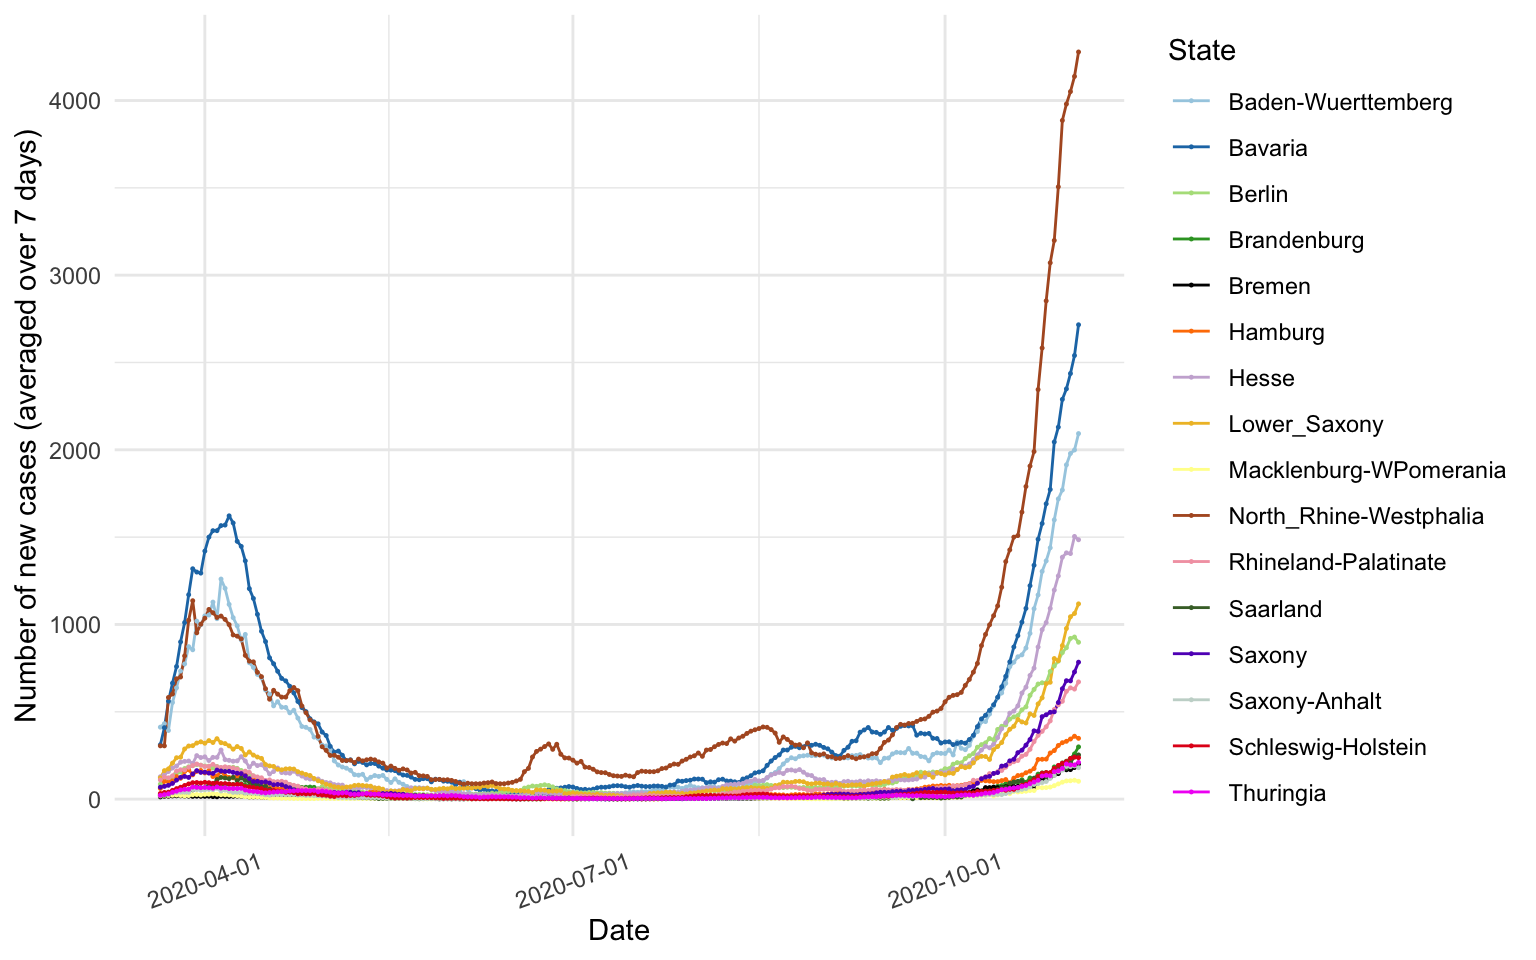 Number of new cases (averaged over 7 days)
4000
3000
2000
1000
0
2020-04-01
2020-07-01
2020-10-01
Date
State
Baden-Wuerttemberg
Bavaria
Berlin
Brandenburg
Bremen
Hamburg
Hesse
Lower_Saxony
Macklenburg-WPomerania
North_Rhine-Westphalia
Rhineland-Palatinate
Saarland
Saxony
Saxony-Anhalt
Schleswig-Holstein
Thuringia